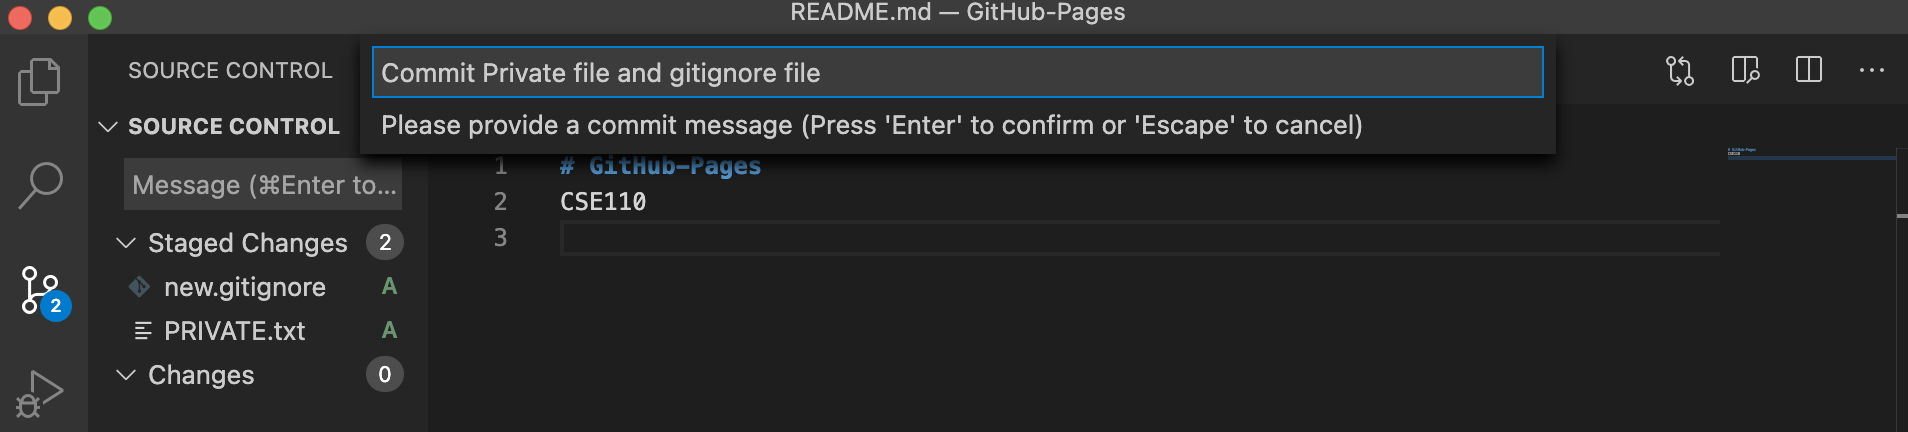 README.md — GitHub-Pages
SOURCE CONTROL
Commit Private file and gitignore file
Please provide a commit message (Press 'Enter' to confirm or 'Escape' to cancel)
SOURCE CONTROL
Message (⌘Enter to...
Staged Changes 2
new.gitignore A
PRIVATE.txt A
Changes 0
2
1 # GitHub-Pages
2 CSE110
3